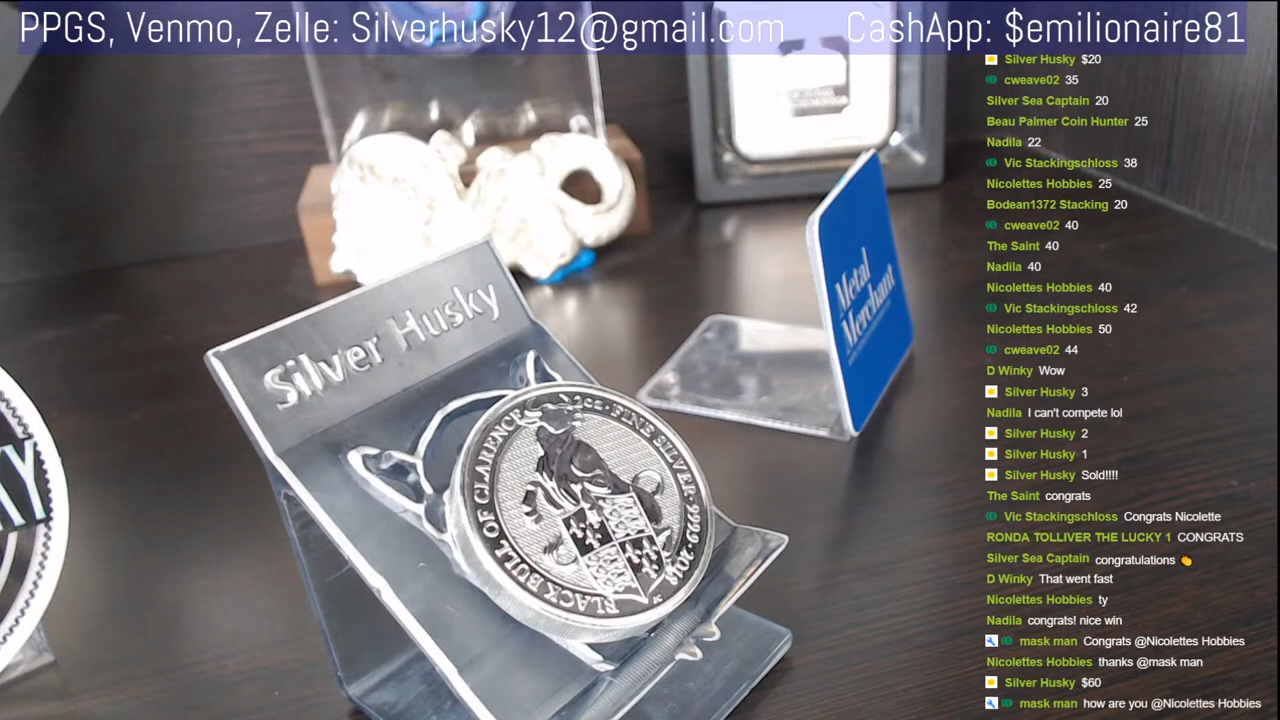 PPGS, Venmo, Zelle: Silverhusky12@gmail.com CashApp: $emilionaire81
Silver Husky $20
cweave02 35
Silver Sea Captain 20
Beau Palmer Coin Hunter 25
Nadila 22
Vic Stackingschloss 38
Nicolettes Hobbies 25
Bodean1372 Stacking 20
cweave02 40
The Saint 40
Nadila 40
Nicolettes Hobbies 40
Vic Stackingschloss 42
Nicolettes Hobbies 50
cweave02 44
D Winky Wow
Silver Husky 3
Nadila I can't compete lol
Silver Husky 2
Silver Husky 1
Silver Husky Sold!!!!
The Saint congrats
Vic Stackingschloss Congrats Nicolette
RONDA TOLLIVER THE LUCKY 1 CONGRATS
Silver Sea Captain congratulations 👏
D Winky That went fast
Nicolettes Hobbies ty
Nadila congrats! nice win
mask man Congrats @Nicolettes Hobbies
Nicolettes Hobbies thanks @mask man
Silver Husky $60
mask man how are you @Nicolettes Hobbies
Metal
Merchant
Silver Husky
BLACK BULL OF CLARENCE 2oz · FINE SILVER · 9999 · 2018
KY